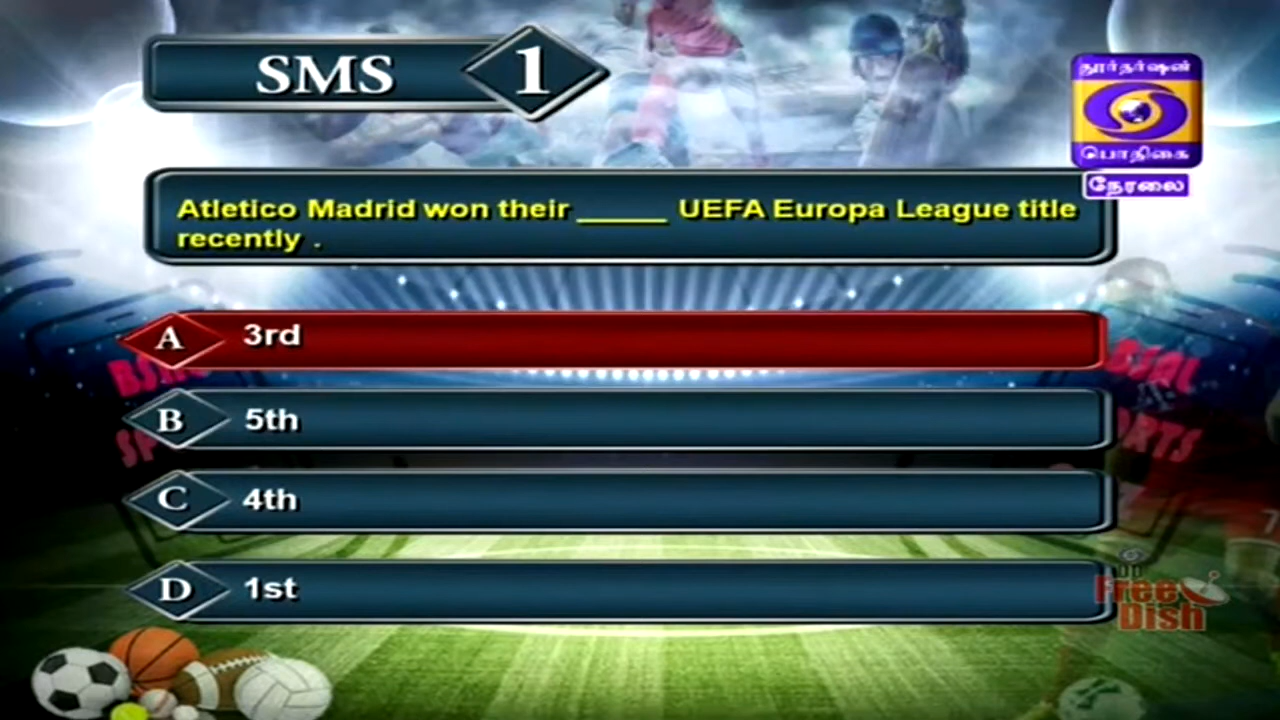 SMS 1
தூர்தர்ஷன்
பொதிகை
நேரலை
Atletico Madrid won their _____ UEFA Europa League title
recently .
A 3rd
B 5th
C 4th
D 1st
DD
Free
Dish